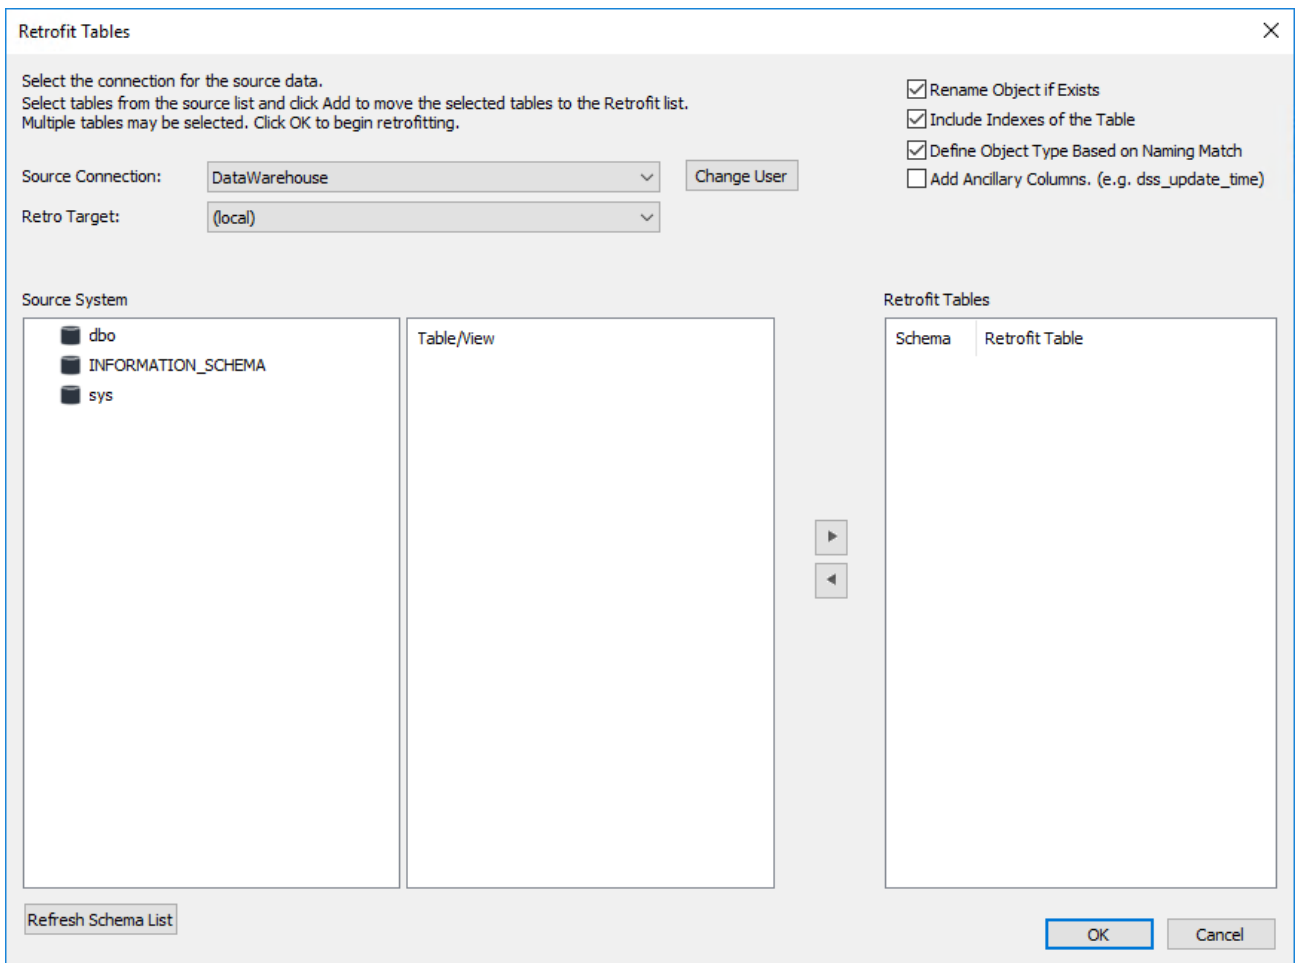 Retrofit Tables
Select the connection for the source data.
Select tables from the source list and click Add to move the selected tables to the Retrofit list.
Multiple tables may be selected. Click OK to begin retrofitting.
Rename Object if Exists
Include Indexes of the Table
Define Object Type Based on Naming Match
Add Ancillary Columns. (e.g. dss_update_time)
Source Connection:
DataWarehouse
Change User
Retro Target:
(local)
Source System
Retrofit Tables
dbo
INFORMATION_SCHEMA
sys
Table/View
Schema
Retrofit Table
Refresh Schema List
OK
Cancel